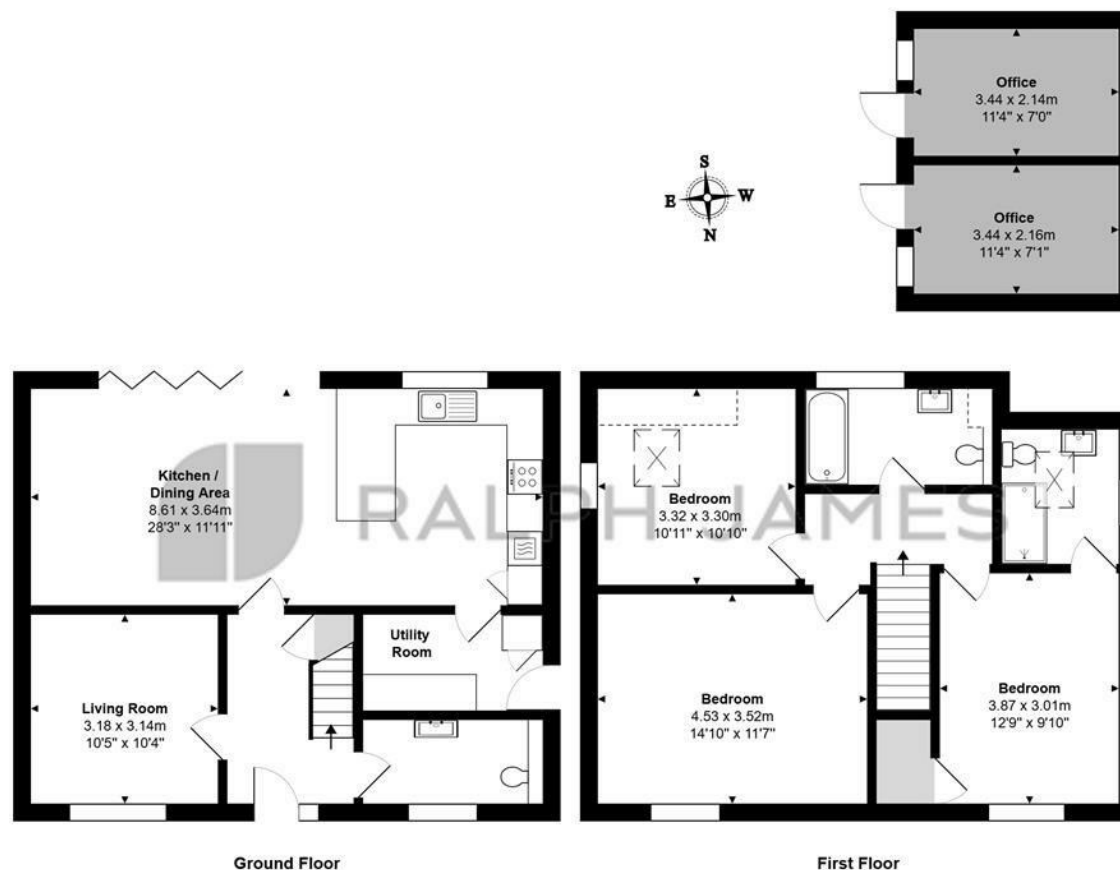 Office
3.44 x 2.14m
11'4" x 7'0"
Office
3.44 x 2.16m
11'4" x 7'1"
S
E
W
N
Kitchen /
Dining Area
8.61 x 3.64m
28'3" x 11'11"
Living Room
3.18 x 3.14m
10'5" x 10'4"
Utility
Room
Bedroom
3.32 x 3.30m
10'11" x 10'10"
Bedroom
4.53 x 3.52m
14'10" x 11'7"
Bedroom
3.87 x 3.01m
12'9" x 9'10"
RALPH JAMES
Ground Floor
First Floor